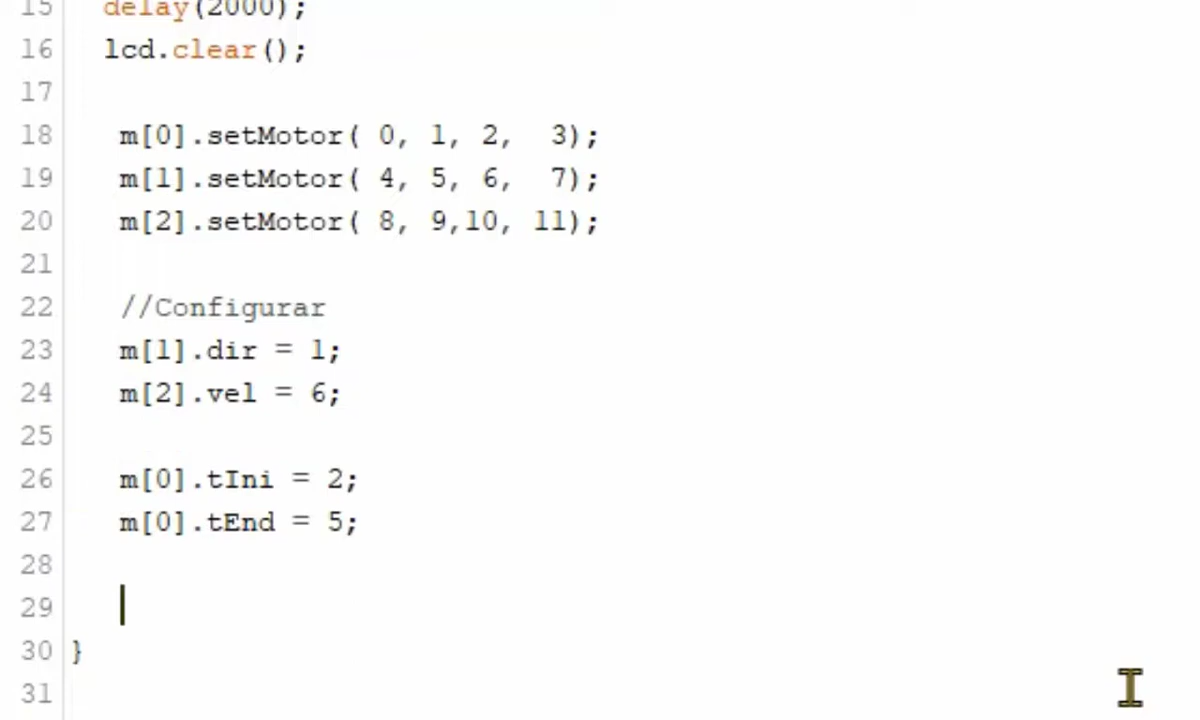 15 delay(2000);
16 lcd.clear();
17
18 m[0].setMotor( 0, 1, 2,  3);
19 m[1].setMotor( 4, 5, 6,  7);
20 m[2].setMotor( 8, 9,10, 11);
21
22 //Configurar
23 m[1].dir = 1;
24 m[2].vel = 6;
25
26 m[0].tIni = 2;
27 m[0].tEnd = 5;
28
29
30 }
31